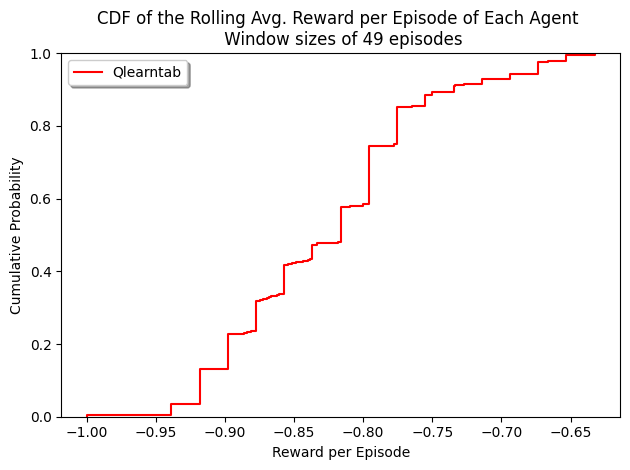 CDF of the Rolling Avg. Reward per Episode of Each Agent
Window sizes of 49 episodes
Qlearntab
Cumulative Probability
1.0
0.8
0.6
0.4
0.2
0.0
−1.00 −0.95 −0.90 −0.85 −0.80 −0.75 −0.70 −0.65
Reward per Episode